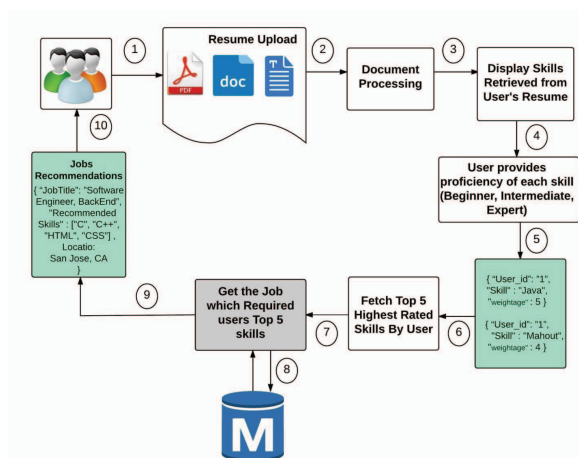 1
Resume Upload
PDF
doc
T
2
Document
Processing
3
Display Skills
Retrieved from
User's Resume
4
User provides
proficiency of each skill
(Beginner, Intermediate,
Expert)
5
{ "User_id": "1",
"Skill" : "Java",
"weightage" : 5 }
{ "User_id": "1",
"Skill" : "Mahout",
"weightage" : 4 }
6
Fetch Top 5
Highest Rated
Skills By User
7
Get the Job
which Required
users Top 5
skills
8
M
9
Jobs
Recommendations
{ "JobTitle": "Software
Engineer, BackEnd",
"Recommended
Skills" : ["C", "C++",
"HTML", "CSS"] ,
Locatio:
San Jose, CA
}
10